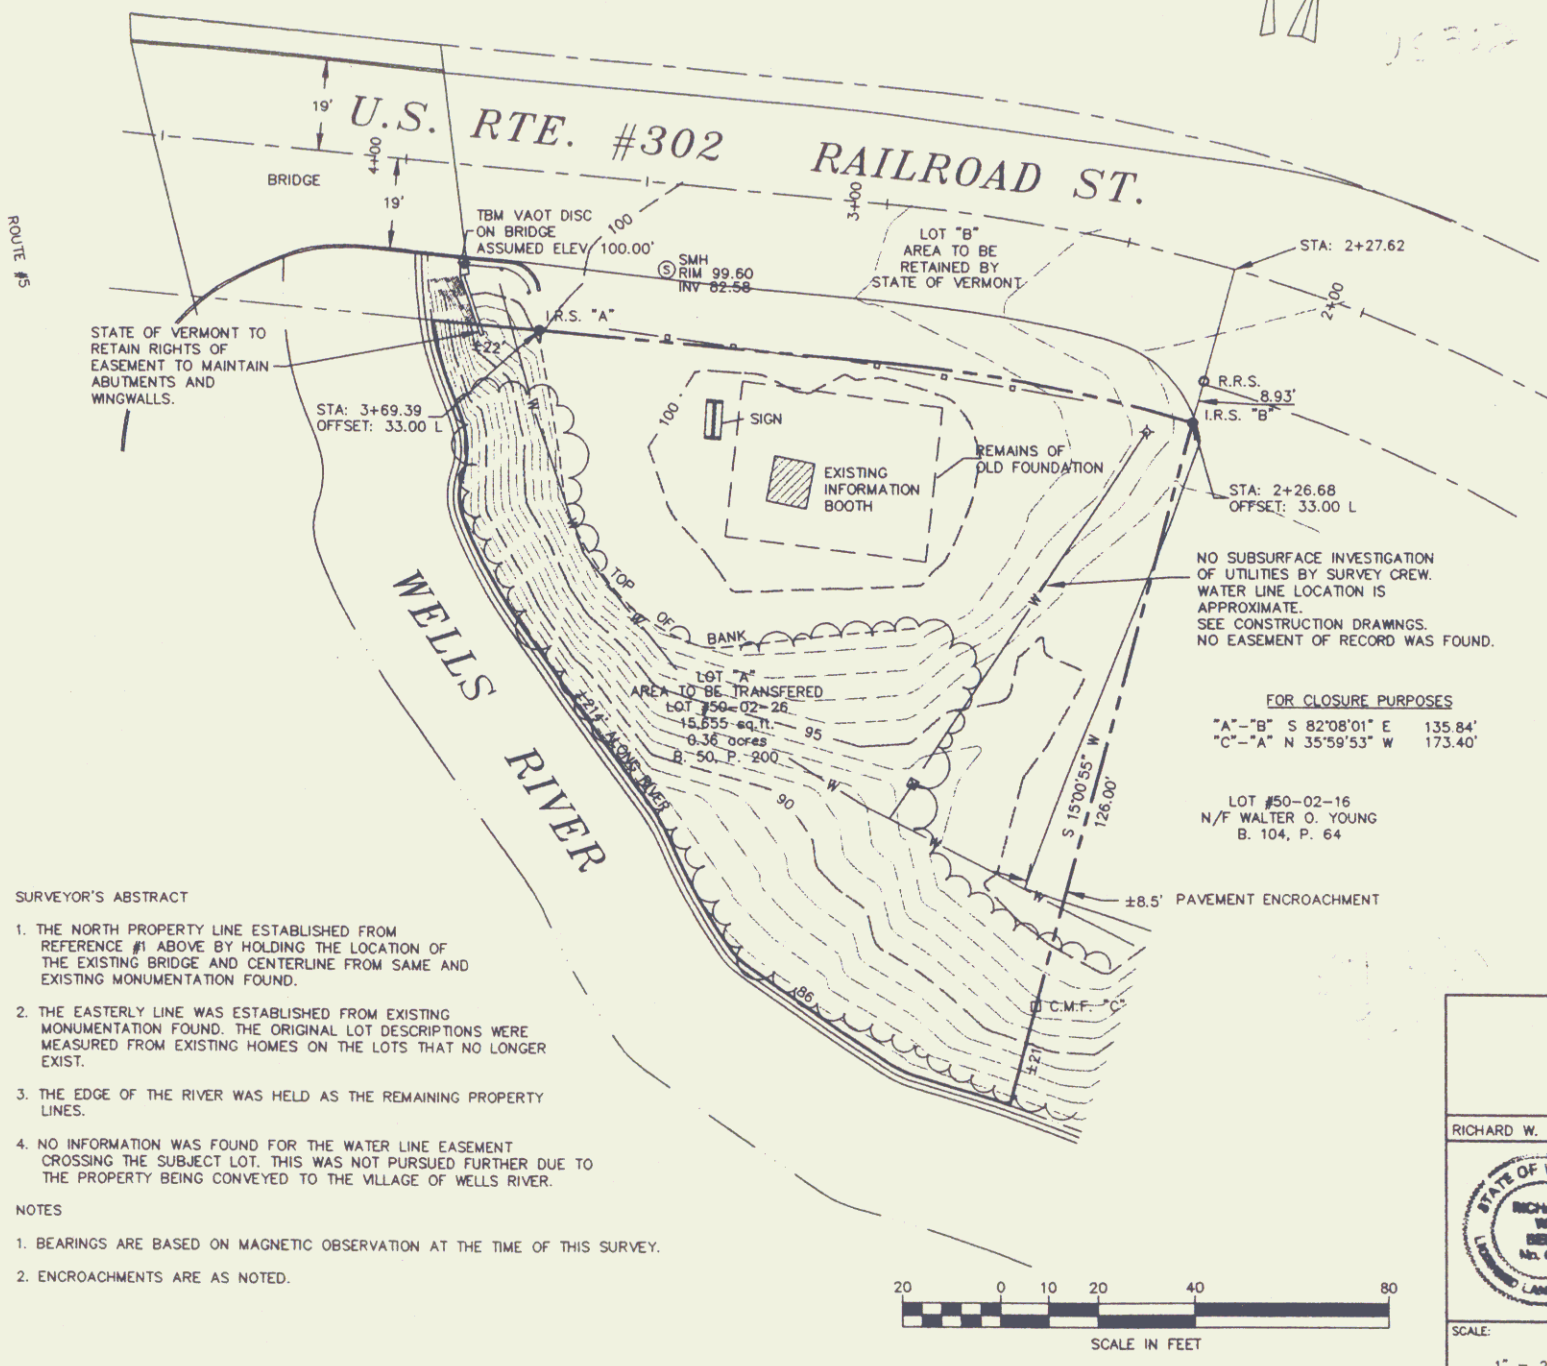 U.S. RTE. #302 RAILROAD ST.
19'
4+00
BRIDGE
19'
3+00
ROUTE #5
TBM VAOT DISC
ON BRIDGE
ASSUMED ELEV. 100.00'
100
SMH
S
RIM 99.60
INV 82.58
LOT "B"
AREA TO BE
RETAINED BY
STATE OF VERMONT
STA: 2+27.62
2+00
STATE OF VERMONT TO
RETAIN RIGHTS OF
EASEMENT TO MAINTAIN
ABUTMENTS AND
WINGWALLS.
I.R.S. "A"
±22'
STA: 3+69.39
OFFSET: 33.00 L
W
100
SIGN
EXISTING
INFORMATION
BOOTH
REMAINS OF
OLD FOUNDATION
R.R.S.
8.93'
I.R.S. "B"
STA: 2+26.68
OFFSET: 33.00 L
W
TOP OF BANK
W
W
NO SUBSURFACE INVESTIGATION
OF UTILITIES BY SURVEY CREW.
WATER LINE LOCATION IS
APPROXIMATE.
SEE CONSTRUCTION DRAWINGS.
NO EASEMENT OF RECORD WAS FOUND.
WELLS RIVER
LOT "A"
AREA TO BE TRANSFERED
LOT #50-02-26
15,655 sq.ft.
0.36 acres
B. 50, P. 200
±214' ALONG RIVER
95
90
W
W
W
FOR CLOSURE PURPOSES
"A"-"B" S 82°08'01" E 135.84'
"C"-"A" N 35°59'53" W 173.40'
S 15°00'55" W
126.00'
LOT #50-02-16
N/F WALTER O. YOUNG
B. 104, P. 64
±8.5' PAVEMENT ENCROACHMENT
86
C.M.F. "C"
±21'
SURVEYOR'S ABSTRACT
1. THE NORTH PROPERTY LINE ESTABLISHED FROM
REFERENCE #1 ABOVE BY HOLDING THE LOCATION OF
THE EXISTING BRIDGE AND CENTERLINE FROM SAME AND
EXISTING MONUMENTATION FOUND.
2. THE EASTERLY LINE WAS ESTABLISHED FROM EXISTING
MONUMENTATION FOUND. THE ORIGINAL LOT DESCRIPTIONS WERE
MEASURED FROM EXISTING HOMES ON THE LOTS THAT NO LONGER
EXIST.
3. THE EDGE OF THE RIVER WAS HELD AS THE REMAINING PROPERTY
LINES.
4. NO INFORMATION WAS FOUND FOR THE WATER LINE EASEMENT
CROSSING THE SUBJECT LOT. THIS WAS NOT PURSUED FURTHER DUE TO
THE PROPERTY BEING CONVEYED TO THE VILLAGE OF WELLS RIVER.
NOTES
1. BEARINGS ARE BASED ON MAGNETIC OBSERVATION AT THE TIME OF THIS SURVEY.
2. ENCROACHMENTS ARE AS NOTED.
20 0 10 20 40 80
SCALE IN FEET
RICHARD W.
STATE OF
SCALE: